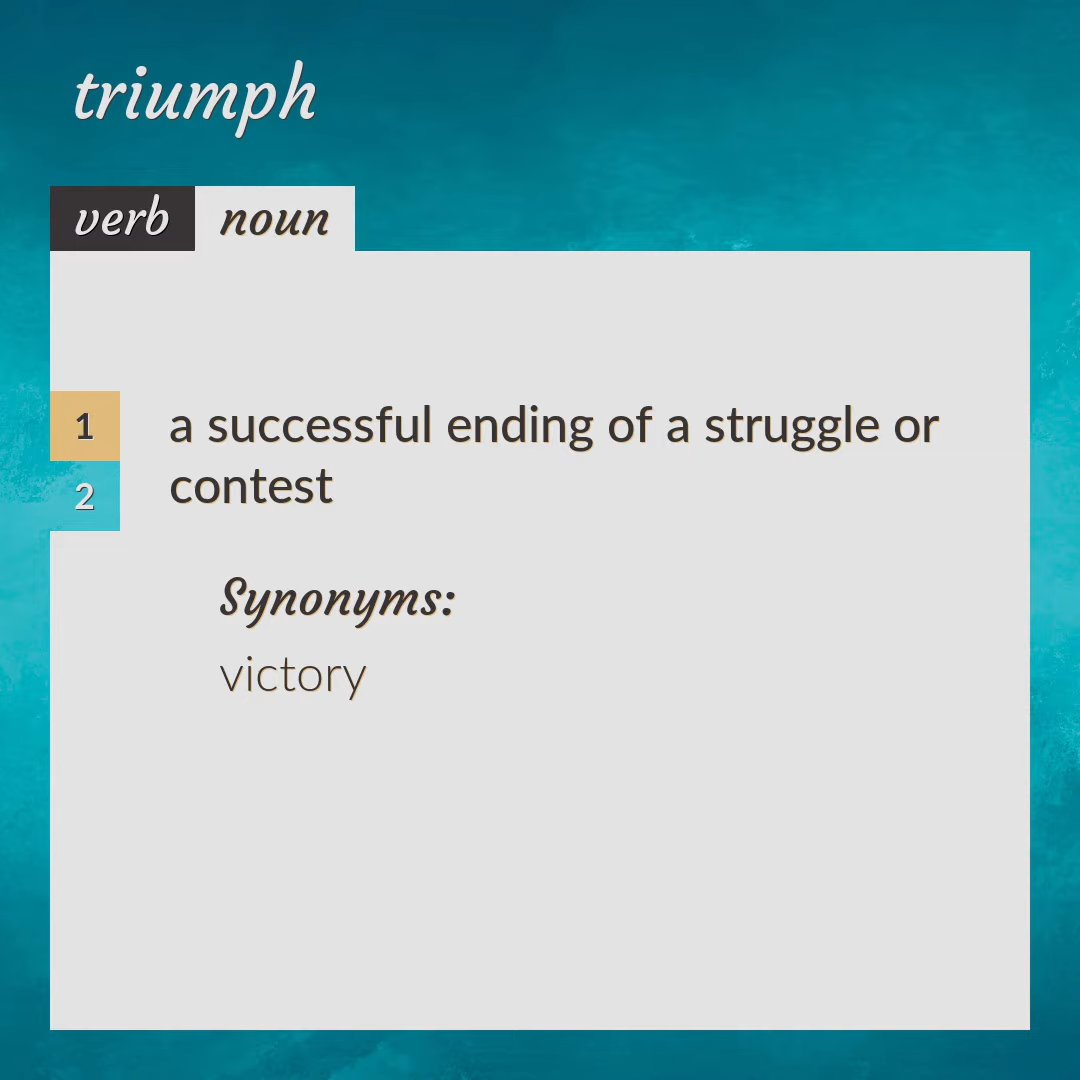 triumph
verb noun
1 a successful ending of a struggle or
2 contest
Synonyms:
victory